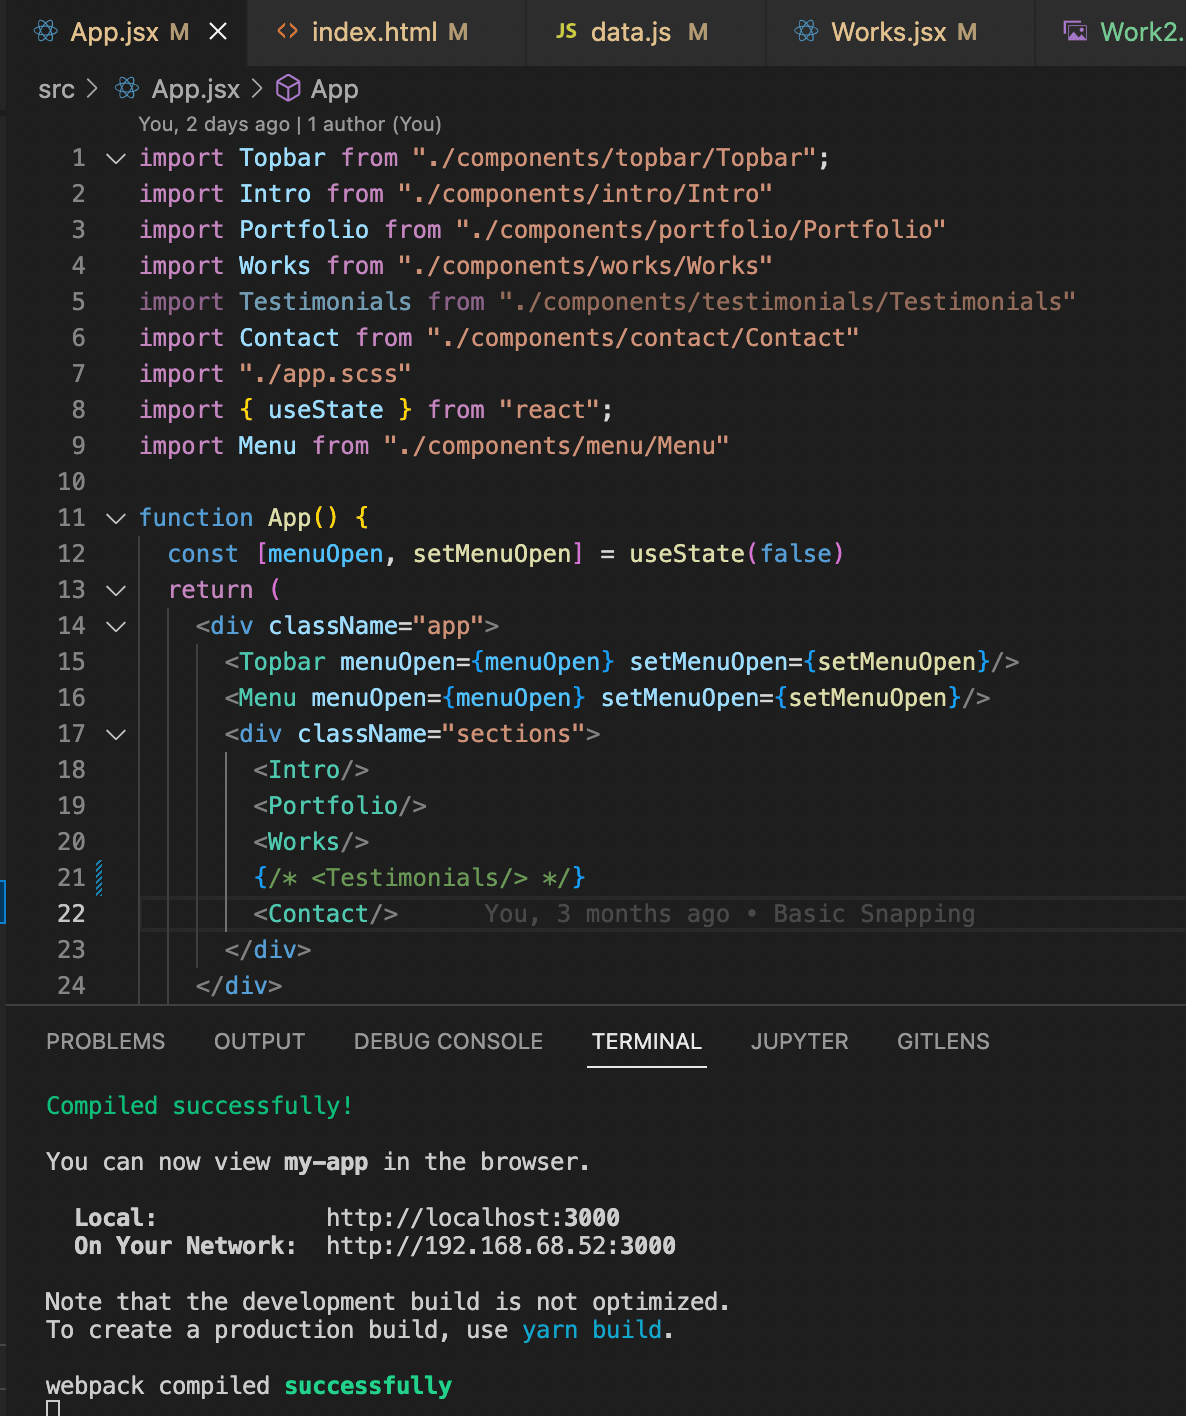 App.jsx M
index.html M
JS data.js M
Works.jsx M
Work2.
src > App.jsx > App
You, 2 days ago | 1 author (You)
1 import Topbar from "./components/topbar/Topbar";
2 import Intro from "./components/intro/Intro"
3 import Portfolio from "./components/portfolio/Portfolio"
4 import Works from "./components/works/Works"
5 import Testimonials from "./components/testimonials/Testimonials"
6 import Contact from "./components/contact/Contact"
7 import "./app.scss"
8 import { useState } from "react";
9 import Menu from "./components/menu/Menu"
10
11 function App() {
12 const [menuOpen, setMenuOpen] = useState(false)
13 return (
14 <div className="app">
15 <Topbar menuOpen={menuOpen} setMenuOpen={setMenuOpen}/>
16 <Menu menuOpen={menuOpen} setMenuOpen={setMenuOpen}/>
17 <div className="sections">
18 <Intro/>
19 <Portfolio/>
20 <Works/>
21 {/* <Testimonials/> */}
22 <Contact/> You, 3 months ago • Basic Snapping
23 </div>
24 </div>
PROBLEMS OUTPUT DEBUG CONSOLE TERMINAL JUPYTER GITLENS
Compiled successfully!
You can now view my-app in the browser.
Local: http://localhost:3000
On Your Network: http://192.168.68.52:3000
Note that the development build is not optimized.
To create a production build, use yarn build.
webpack compiled successfully